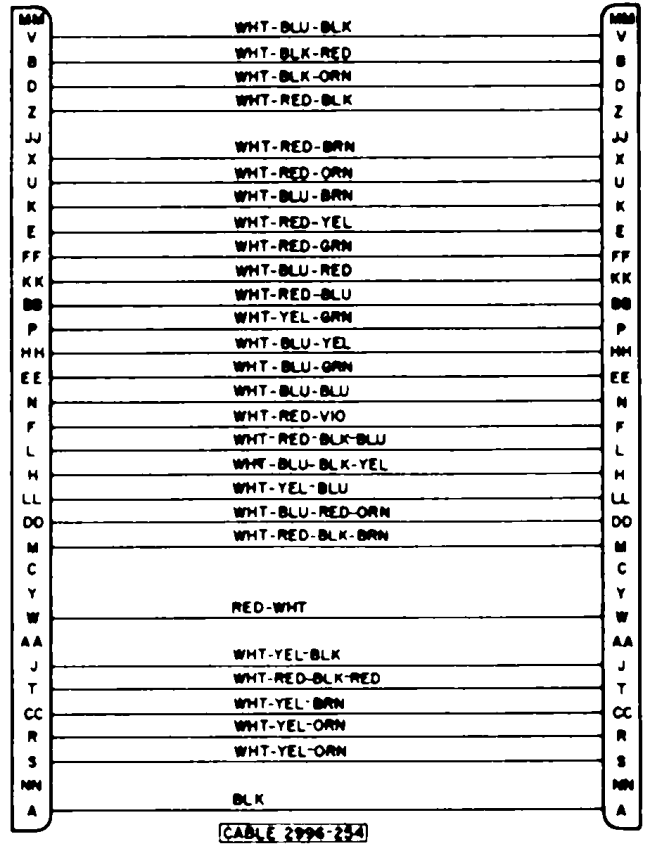 MM MM
V WHT-BLU-BLK V
B WHT-BLK-RED B
D WHT-BLK-ORN D
Z WHT-RED-BLK Z
JJ JJ
X WHT-RED-BRN X
U WHT-RED-ORN U
K WHT-BLU-BRN K
E WHT-RED-YEL E
FF WHT-RED-GRN FF
KK WHT-BLU-RED KK
BB WHT-RED-BLU BB
P WHT-YEL-GRN P
HH WHT-BLU-YEL HH
EE WHT-BLU-GRN EE
N WHT-BLU-BLU N
F WHT-RED-VIO F
L WHT-RED-BLK-BLU L
H WHT-BLU-BLK-YEL H
LL WHT-YEL-BLU LL
DD WHT-BLU-RED-ORN DD
M WHT-RED-BLK-BRN M
C C
Y Y
W RED-WHT W
AA AA
J WHT-YEL-BLK J
T WHT-RED-BLK-RED T
CC WHT-YEL-BRN CC
R WHT-YEL-ORN R
S WHT-YEL-ORN S
NN NN
A BLK A
CABLE 2996-254